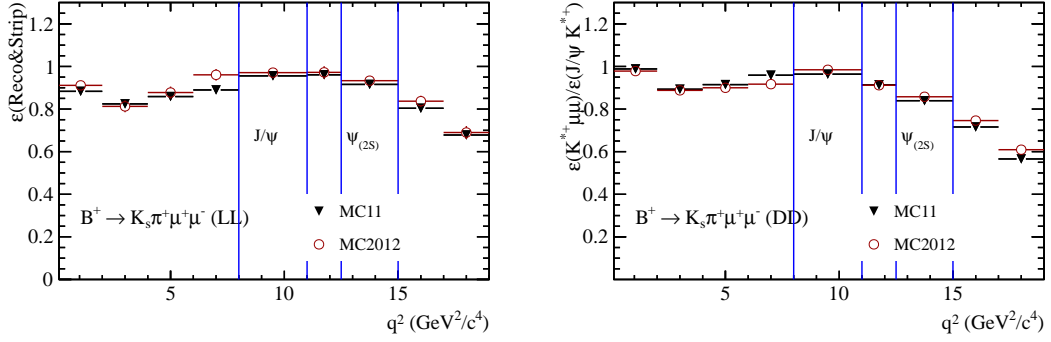 ε(Reco&Strip)
1.2
1
0.8
0.6
0.4
0.2
0
J/ψ
ψ(2S)
B⁺ → Kₛπ⁺μ⁺μ⁻ (LL)
MC11
MC2012
5
10
15
q² (GeV²/c⁴)
ε(K*⁺μμ)/ε(J/ψ K*⁺)
1.2
1
0.8
0.6
0.4
0.2
0
J/ψ
ψ(2S)
B⁺ → Kₛπ⁺μ⁺μ⁻ (DD)
MC11
MC2012
5
10
15
q² (GeV²/c⁴)